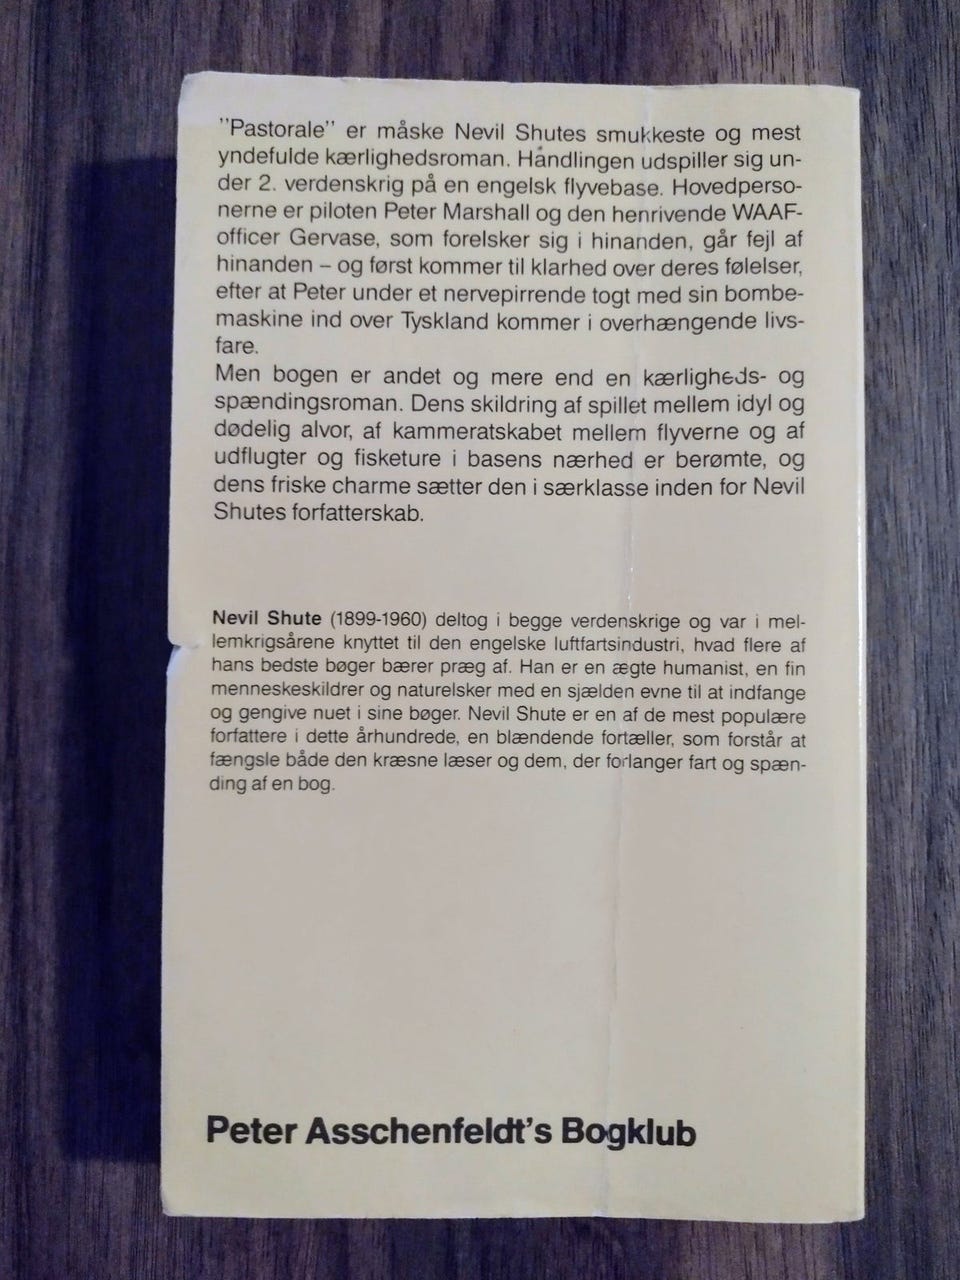 "Pastorale" er måske Nevil Shutes smukkeste og mest
yndefulde kærlighedsroman. Handlingen udspiller sig un-
der 2. verdenskrig på en engelsk flyvebase. Hovedperso-
nerne er piloten Peter Marshall og den henrivende WAAF-
officer Gervase, som forelsker sig i hinanden, går fejl af
hinanden – og først kommer til klarhed over deres følelser,
efter at Peter under et nervepirrende togt med sin bombe-
maskine ind over Tyskland kommer i overhængende livs-
fare.
Men bogen er andet og mere end en kærligheds- og
spændingsroman. Dens skildring af spillet mellem idyl og
dødelig alvor, af kammeratskabet mellem flyverne og af
udflugter og fisketure i basens nærhed er berømte, og
dens friske charme sætter den i særklasse inden for Nevil
Shutes forfatterskab.
Nevil Shute (1899-1960) deltog i begge verdenskrige og var i mel-
lemkrigsårene knyttet til den engelske luftfartsindustri, hvad flere af
hans bedste bøger bærer præg af. Han er en ægte humanist, en fin
menneskeskildrer og naturelsker med en sjælden evne til at indfange
og gengive nuet i sine bøger. Nevil Shute er en af de mest populære
forfattere i dette århundrede, en blændende fortæller, som forstår at
fængsle både den kræsne læser og dem, der forlanger fart og spæn-
ding af en bog.
Peter Asschenfeldt's Bogklub